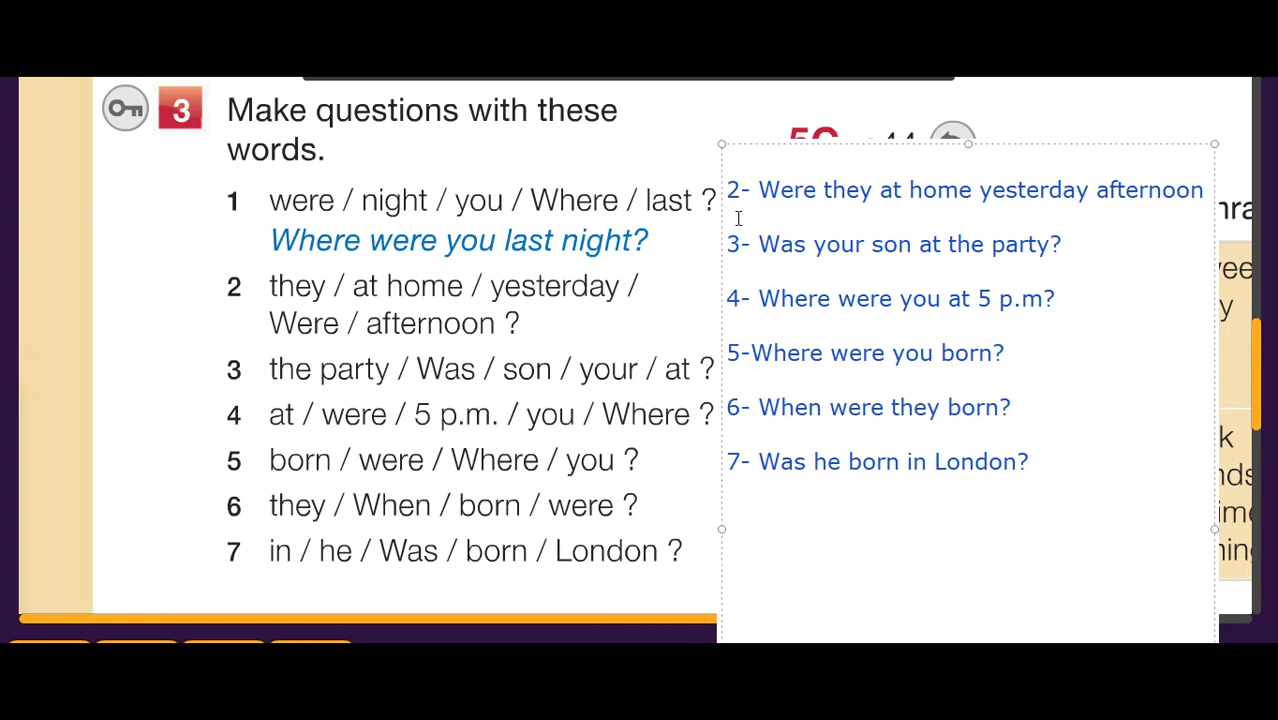 3
Make questions with these
words.
1 were / night / you / Where / last ?
Where were you last night?
2 they / at home / yesterday /
Were / afternoon ?
3 the party / Was / son / your / at ?
4 at / were / 5 p.m. / you / Where ?
5 born / were / Where / you ?
6 they / When / born / were ?
7 in / he / Was / born / London ?
2- Were they at home yesterday afternoon
3- Was your son at the party?
4- Where were you at 5 p.m?
5-Where were you born?
6- When were they born?
7- Was he born in London?